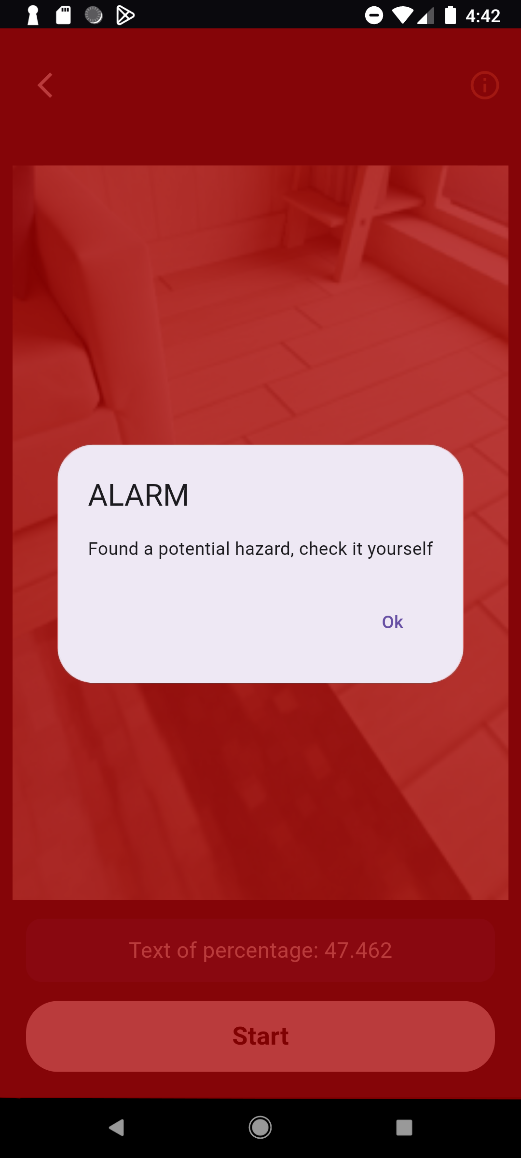 4:42
ALARM
Found a potential hazard, check it yourself
Ok
Text of percentage: 47.462
Start